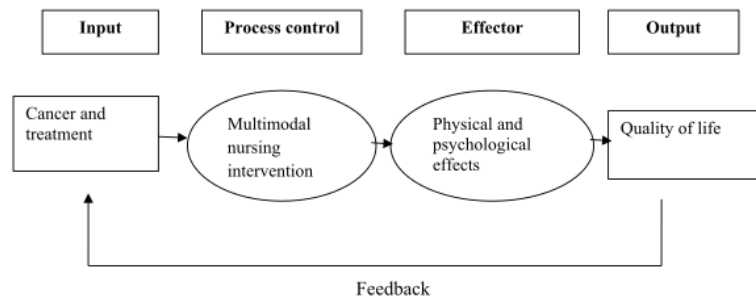 Input
Process control
Effector
Output
Cancer and
treatment
Multimodal
nursing
intervention
Physical and
psychological
effects
Quality of life
Feedback